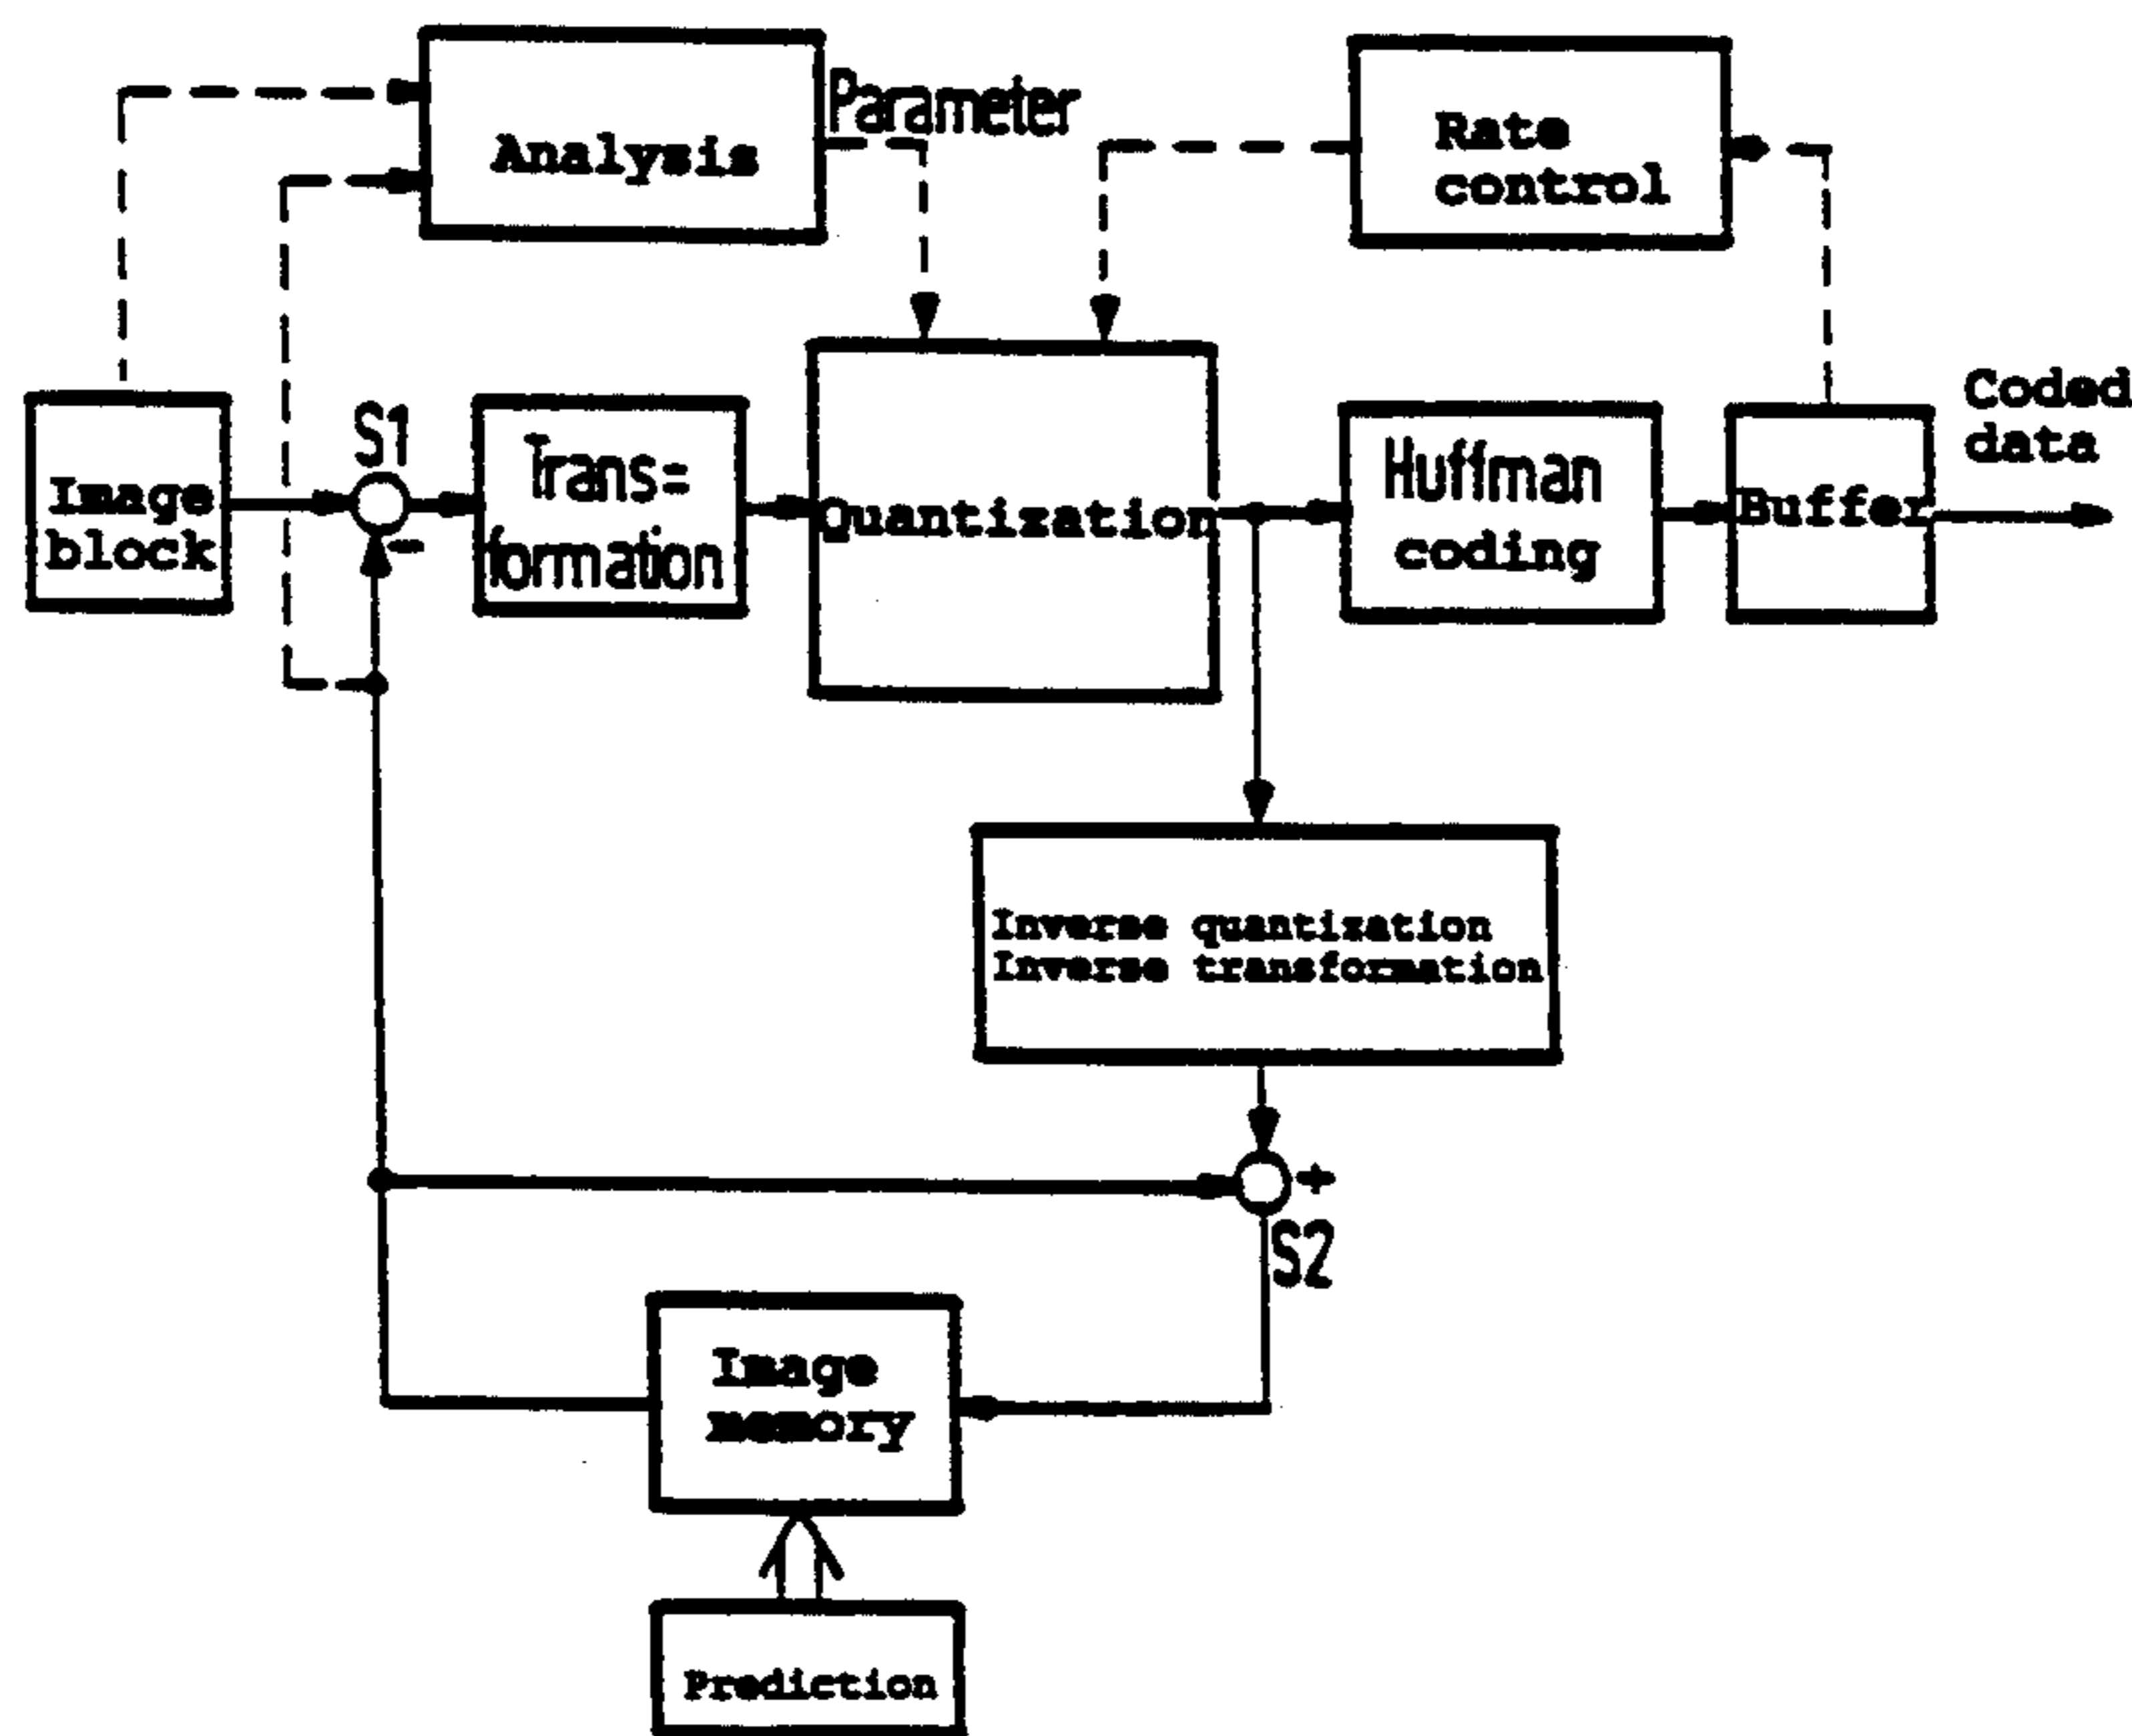 Analysis
Parameter
Rate
control
Image
block
S1
-
Trans=
formation
Quantization
Huffman
coding
Buffer
Coded
data
Inverse quantization
Inverse transformation
+
S2
Image
memory
Prediction